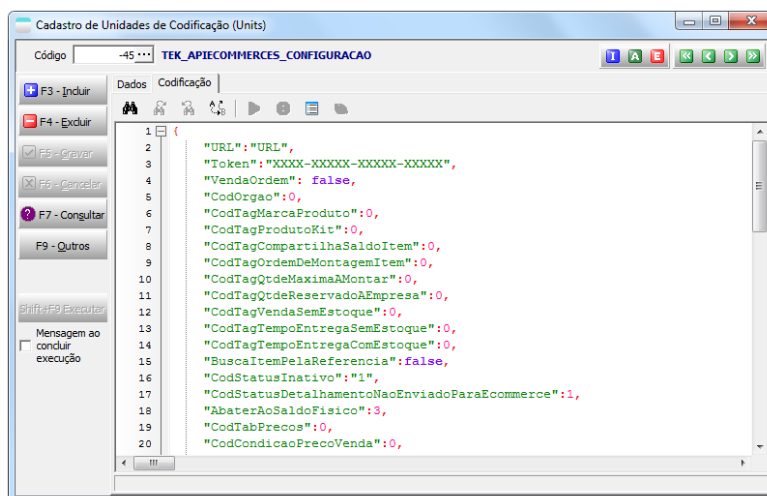 Cadastro de Unidades de Codificação (Units)
Código -45 ··· TEK_APIECOMMERCES_CONFIGURACAO I A E
F3 - Incluir
F4 - Excluir
F5 - Gravar
F6 - Cancelar
F7 - Consultar
F9 - Outros
Shift+F9 Executar
Mensagem ao
concluir
execução
Dados Codificação
1 {
2 "URL":"URL",
3 "Token":"XXXX-XXXXX-XXXXX-XXXXX",
4 "VendaOrdem": false,
5 "CodOrgao":0,
6 "CodTagMarcaProduto":0,
7 "CodTagProdutoKit":0,
8 "CodTagCompartilhaSaldoItem":0,
9 "CodTagOrdemDeMontagemItem":0,
10 "CodTagQtdeMaximaAMontar":0,
11 "CodTagQtdeReservadoAEmpresa":0,
12 "CodTagVendaSemEstoque":0,
13 "CodTagTempoEntregaSemEstoque":0,
14 "CodTagTempoEntregaComEstoque":0,
15 "BuscaItemPelaReferencia":false,
16 "CodStatusInativo":"1",
17 "CodStatusDetalhamentoNaoEnviadoParaEcommerce":1,
18 "AbaterAoSaldoFisico":3,
19 "CodTabPrecos":0,
20 "CodCondicaoPrecoVenda":0,